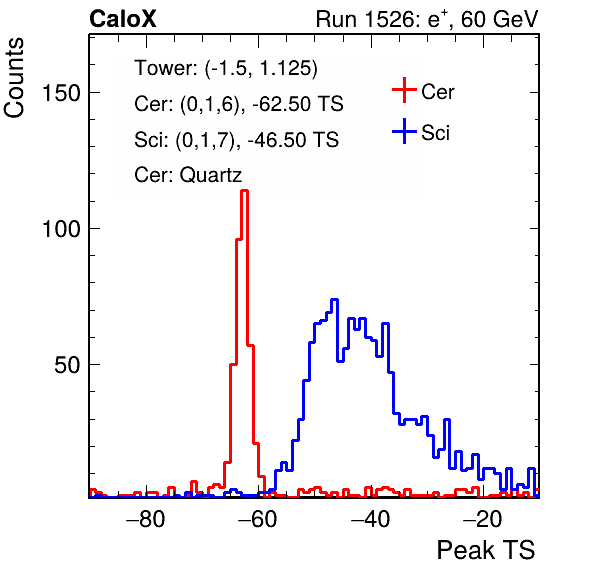 CaloX Run 1526: e⁺, 60 GeV
Counts
Tower: (-1.5, 1.125)
Cer: (0,1,6), -62.50 TS
Sci: (0,1,7), -46.50 TS
Cer: Quartz
Cer
Sci
150
100
50
−80 −60 −40 −20
Peak TS